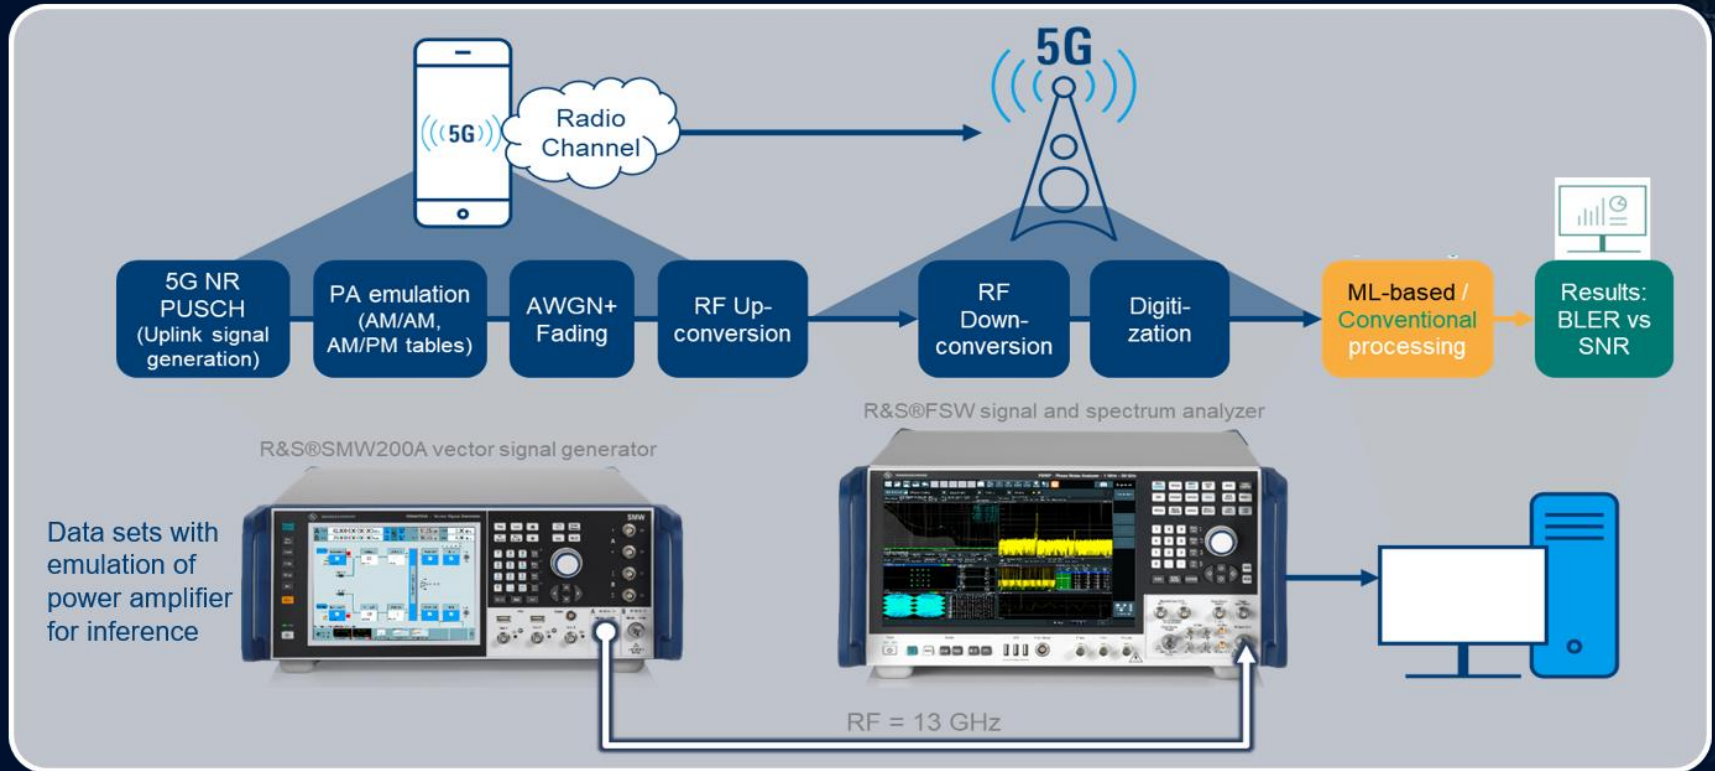 5G
Radio
Channel
5G
5G NR
PUSCH
(Uplink signal
generation)
PA emulation
(AM/AM,
AM/PM tables)
AWGN+
Fading
RF Up-
conversion
RF
Down-
conversion
Digiti-
zation
ML-based /
Conventional
processing
Results:
BLER vs
SNR
R&S®SMW200A vector signal generator
R&S®FSW signal and spectrum analyzer
Data sets with
emulation of
power amplifier
for inference
SMW
RF = 13 GHz